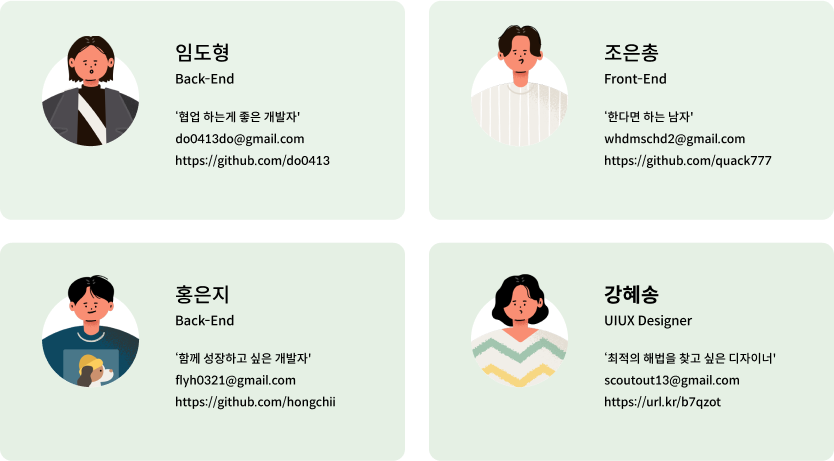 임도형
Back-End
'협업 하는게 좋은 개발자'
do0413do@gmail.com
https://github.com/do0413
조은총
Front-End
'한다면 하는 남자'
whdmschd2@gmail.com
https://github.com/quack777
홍은지
Back-End
'함께 성장하고 싶은 개발자'
flyh0321@gmail.com
https://github.com/hongchii
강혜송
UIUX Designer
'최적의 해법을 찾고 싶은 디자이너'
scoutout13@gmail.com
https://url.kr/b7qzot